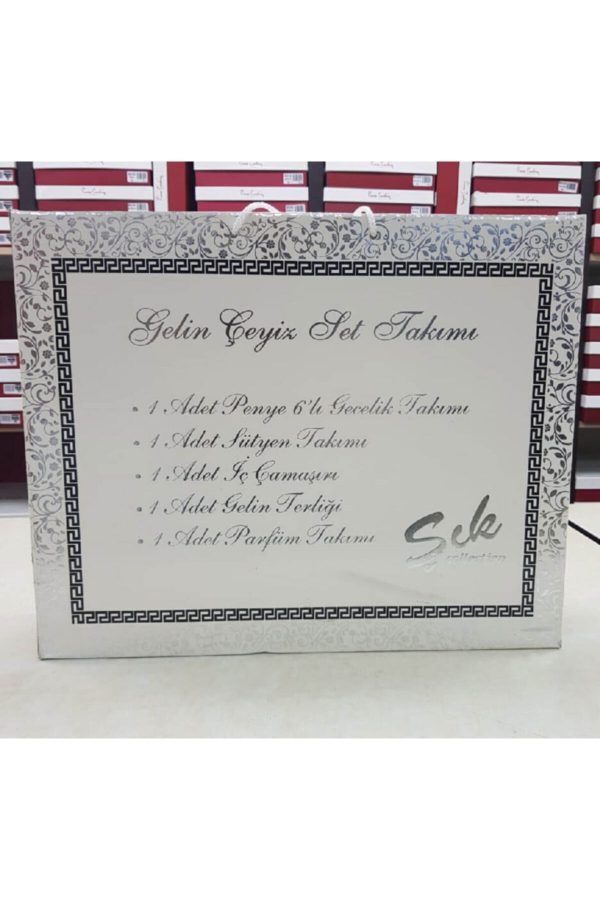 Gelin Çeyiz Set Takımı
• 1 Adet Penye 6'lı Gecelik Takımı
• 1 Adet Sütyen Takımı
• 1 Adet İç Çamaşırı
• 1 Adet Gelin Terliği
• 1 Adet Parfüm Takımı
Şık
collection